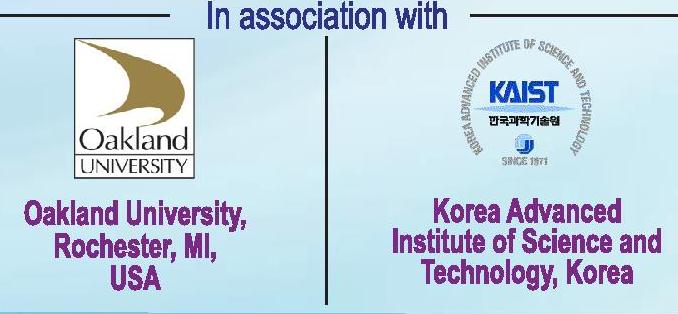 In association with
Oakland
UNIVERSITY
Oakland University,
Rochester, MI,
USA
KOREA ADVANCED INSTITUTE OF SCIENCE AND TECHNOLOGY
KAIST
한국과학기술원
SINCE 1971
Korea Advanced
Institute of Science and
Technology, Korea